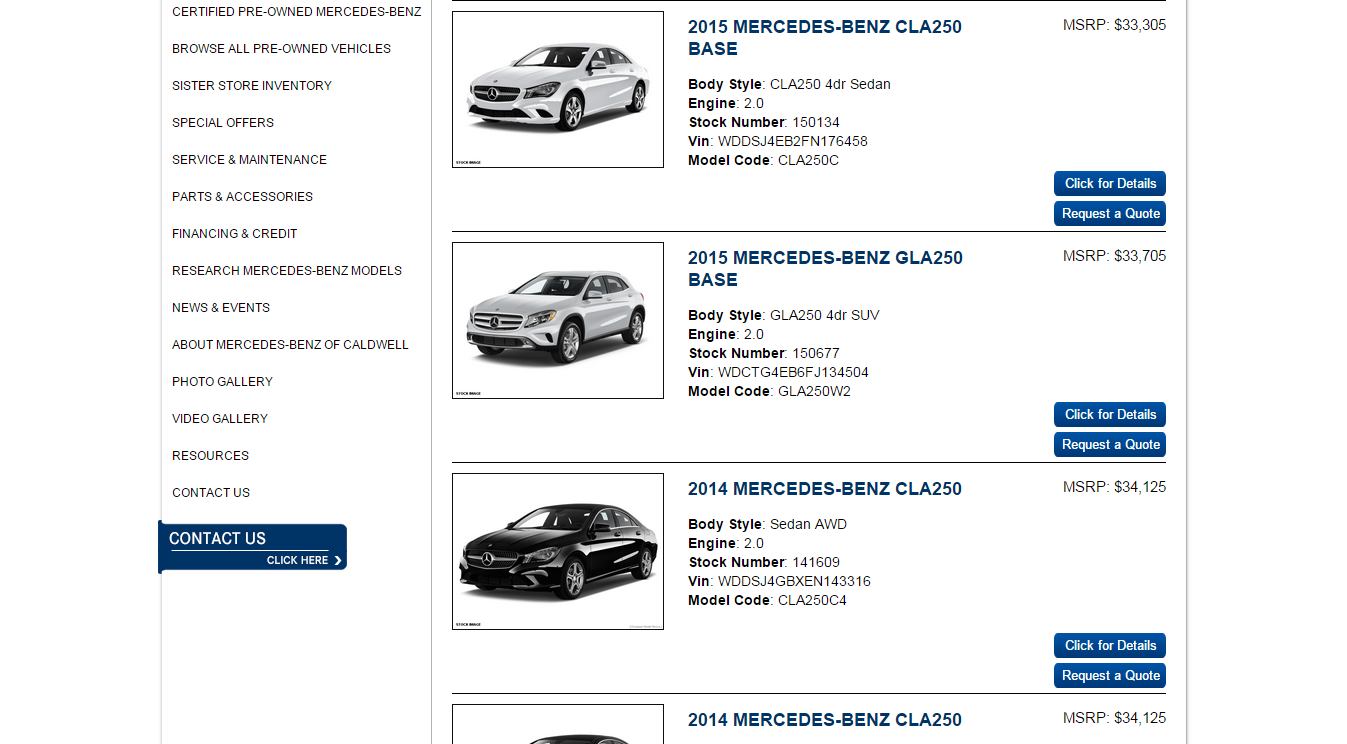 CERTIFIED PRE-OWNED MERCEDES-BENZ
BROWSE ALL PRE-OWNED VEHICLES
SISTER STORE INVENTORY
SPECIAL OFFERS
SERVICE & MAINTENANCE
PARTS & ACCESSORIES
FINANCING & CREDIT
RESEARCH MERCEDES-BENZ MODELS
NEWS & EVENTS
ABOUT MERCEDES-BENZ OF CALDWELL
PHOTO GALLERY
VIDEO GALLERY
RESOURCES
CONTACT US
CONTACT US
CLICK HERE
2015 MERCEDES-BENZ CLA250
BASE
MSRP: $33,305
Body Style: CLA250 4dr Sedan
Engine: 2.0
Stock Number: 150134
Vin: WDDSJ4EB2FN176458
Model Code: CLA250C
STOCK IMAGE
Click for Details
Request a Quote
2015 MERCEDES-BENZ GLA250
BASE
MSRP: $33,705
Body Style: GLA250 4dr SUV
Engine: 2.0
Stock Number: 150677
Vin: WDCTG4EB6FJ134504
Model Code: GLA250W2
STOCK IMAGE
Click for Details
Request a Quote
2014 MERCEDES-BENZ CLA250
MSRP: $34,125
Body Style: Sedan AWD
Engine: 2.0
Stock Number: 141609
Vin: WDDSJ4GBXEN143316
Model Code: CLA250C4
STOCK IMAGE
Click for Details
Request a Quote
2014 MERCEDES-BENZ CLA250
MSRP: $34,125